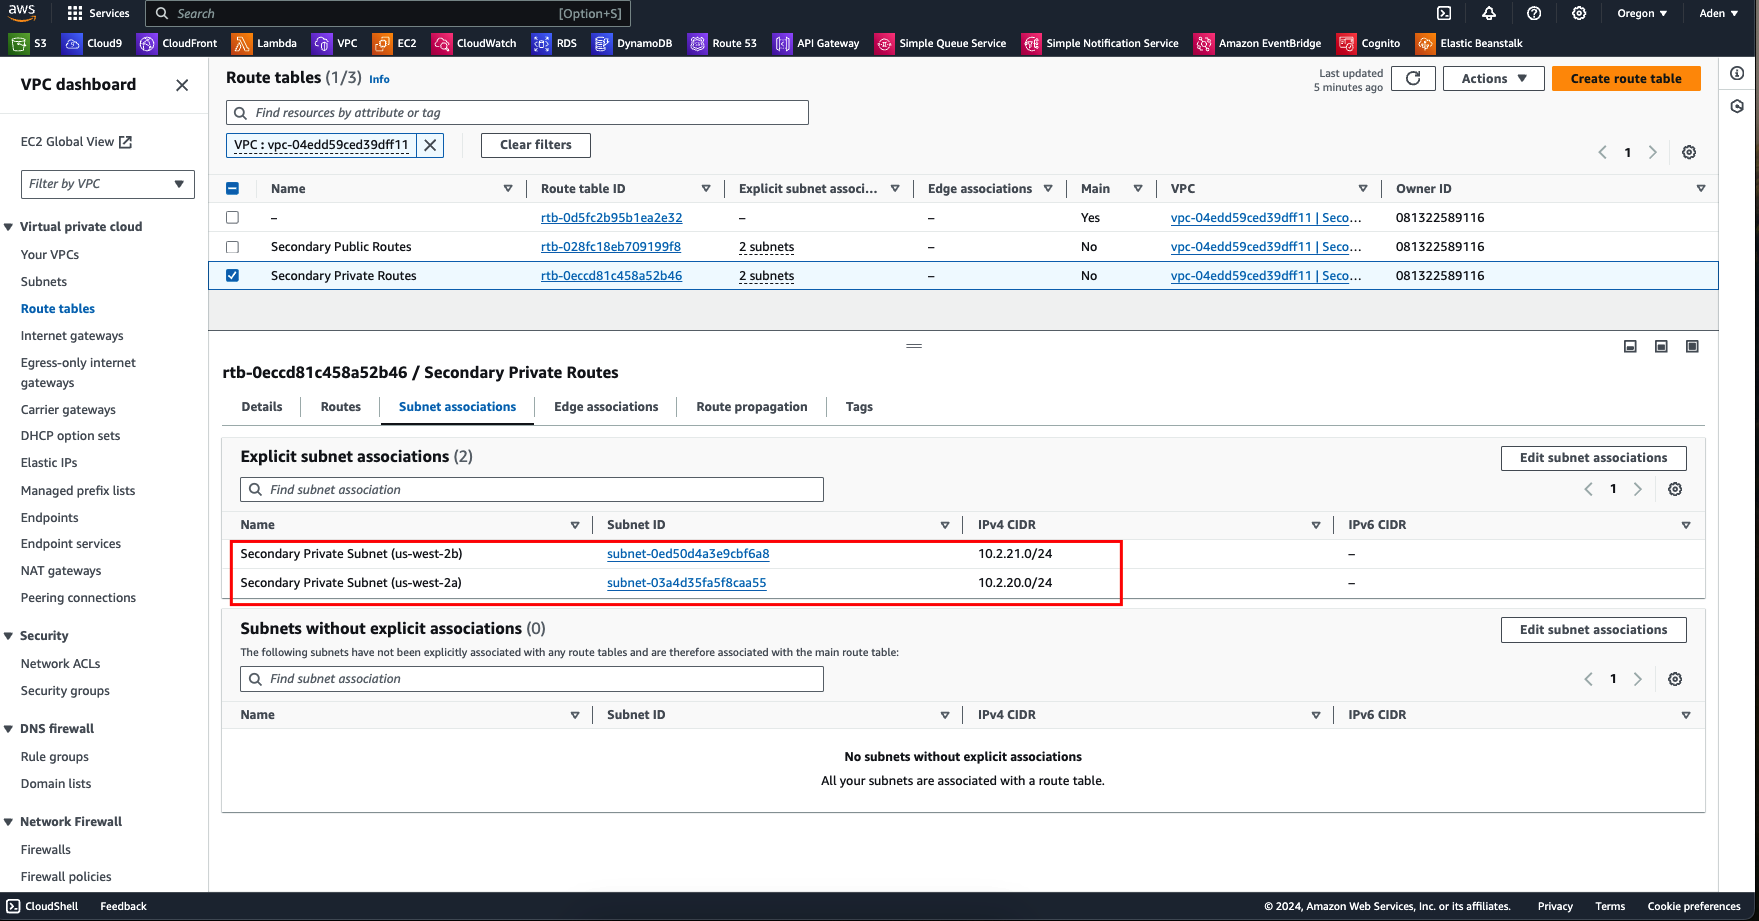 aws Services Search [Option+S] Oregon ▼ Aden ▼
S3 Cloud9 CloudFront Lambda VPC EC2 CloudWatch RDS DynamoDB Route 53 API Gateway Simple Queue Service Simple Notification Service Amazon EventBridge Cognito Elastic Beanstalk
VPC dashboard
EC2 Global View
Filter by VPC
Virtual private cloud
Your VPCs
Subnets
Route tables
Internet gateways
Egress-only internet
gateways
Carrier gateways
DHCP option sets
Elastic IPs
Managed prefix lists
Endpoints
Endpoint services
NAT gateways
Peering connections
Security
Network ACLs
Security groups
DNS firewall
Rule groups
Domain lists
Network Firewall
Firewalls
Firewall policies
Route tables (1/3) Info
Last updated
5 minutes ago
Actions ▼
Create route table
Find resources by attribute or tag
VPC : vpc-04edd59ced39dff11
Clear filters
1
Name Route table ID Explicit subnet associ... Edge associations Main VPC Owner ID
– rtb-0d5fc2b95b1ea2e32 – – Yes vpc-04edd59ced39dff11 | Seco... 081322589116
Secondary Public Routes rtb-028fc18eb709199f8 2 subnets – No vpc-04edd59ced39dff11 | Seco... 081322589116
Secondary Private Routes rtb-0eccd81c458a52b46 2 subnets – No vpc-04edd59ced39dff11 | Seco... 081322589116
rtb-0eccd81c458a52b46 / Secondary Private Routes
Details Routes Subnet associations Edge associations Route propagation Tags
Explicit subnet associations (2)
Edit subnet associations
Find subnet association
1
Name Subnet ID IPv4 CIDR IPv6 CIDR
Secondary Private Subnet (us-west-2b) subnet-0ed50d4a3e9cbf6a8 10.2.21.0/24 –
Secondary Private Subnet (us-west-2a) subnet-03a4d35fa5f8caa55 10.2.20.0/24 –
Subnets without explicit associations (0)
Edit subnet associations
The following subnets have not been explicitly associated with any route tables and are therefore associated with the main route table:
Find subnet association
1
Name Subnet ID IPv4 CIDR IPv6 CIDR
No subnets without explicit associations
All your subnets are associated with a route table.
CloudShell Feedback © 2024, Amazon Web Services, Inc. or its affiliates. Privacy Terms Cookie preferences